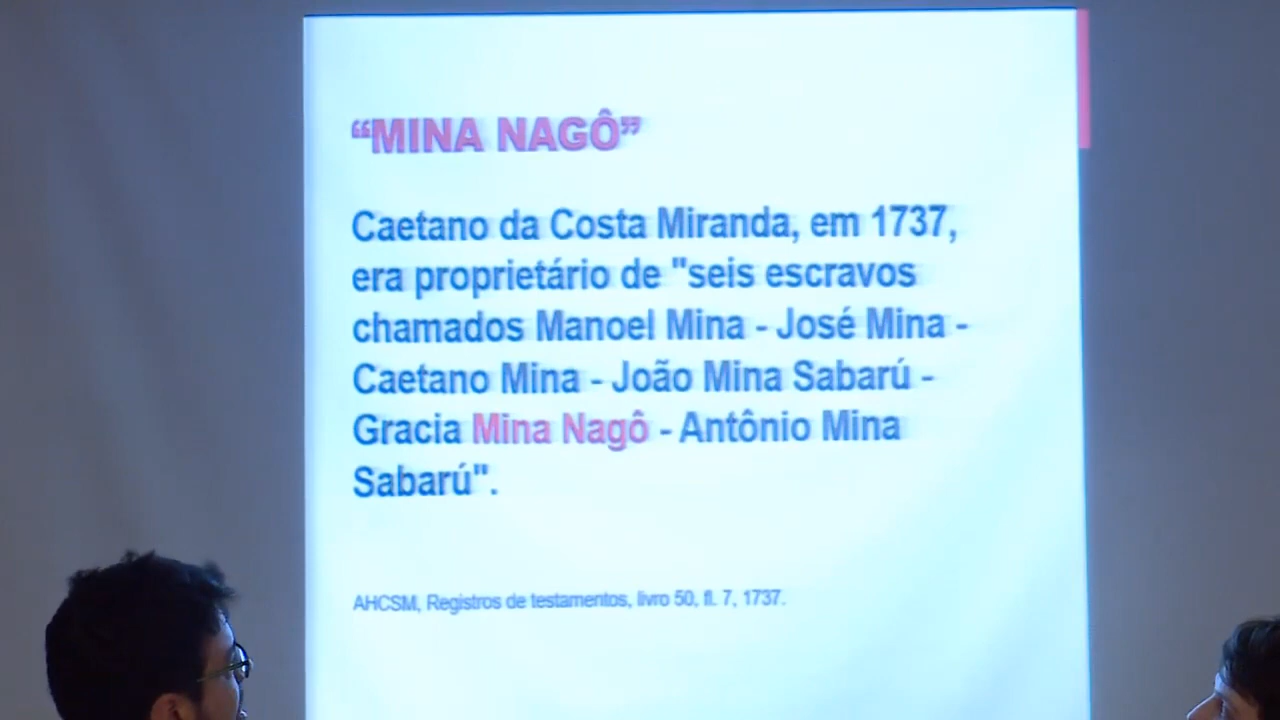 “MINA NAGÔ”
Caetano da Costa Miranda, em 1737,
era proprietário de "seis escravos
chamados Manoel Mina - José Mina -
Caetano Mina - João Mina Sabarú -
Gracia Mina Nagô - Antônio Mina
Sabarú".
AHCSM, Registros de testamentos, livro 50, fl. 7, 1737.